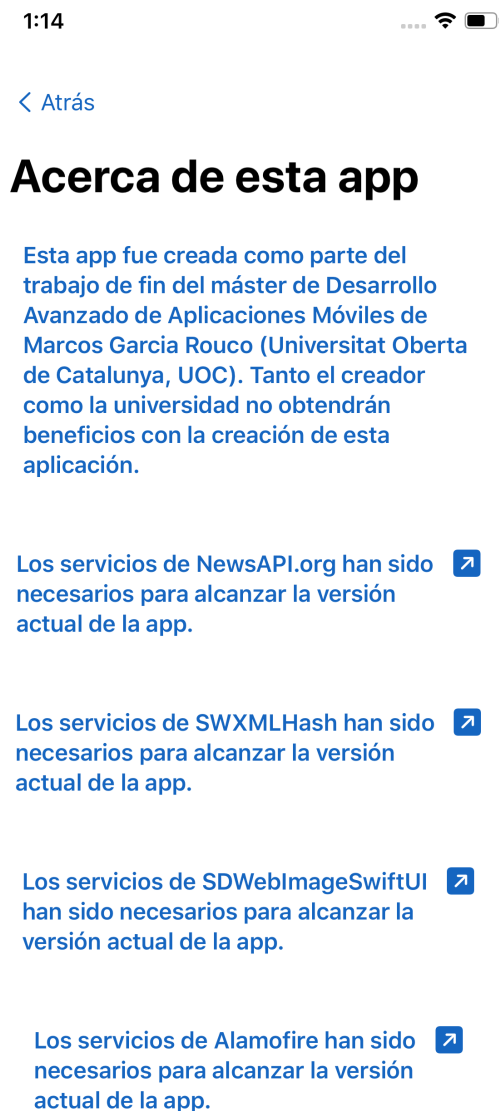 1:14
Atrás
Acerca de esta app
Esta app fue creada como parte del
trabajo de fin del máster de Desarrollo
Avanzado de Aplicaciones Móviles de
Marcos Garcia Rouco (Universitat Oberta
de Catalunya, UOC). Tanto el creador
como la universidad no obtendrán
beneficios con la creación de esta
aplicación.
Los servicios de NewsAPI.org han sido
necesarios para alcanzar la versión
actual de la app.
Los servicios de SWXMLHash han sido
necesarios para alcanzar la versión
actual de la app.
Los servicios de SDWebImageSwiftUI
han sido necesarios para alcanzar la
versión actual de la app.
Los servicios de Alamofire han sido
necesarios para alcanzar la versión
actual de la app.